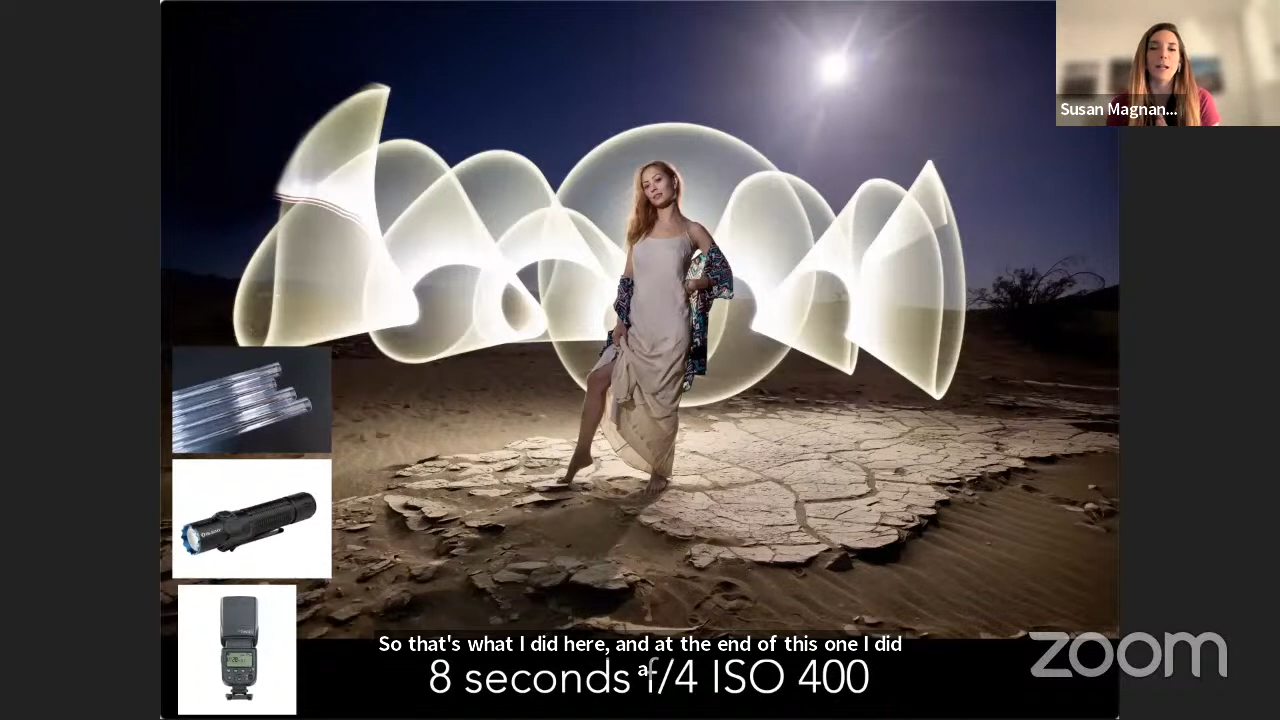 Susan Magnan...
So that's what I did here, and at the end of this one I did
a
8 seconds f/4 ISO 400
zoom